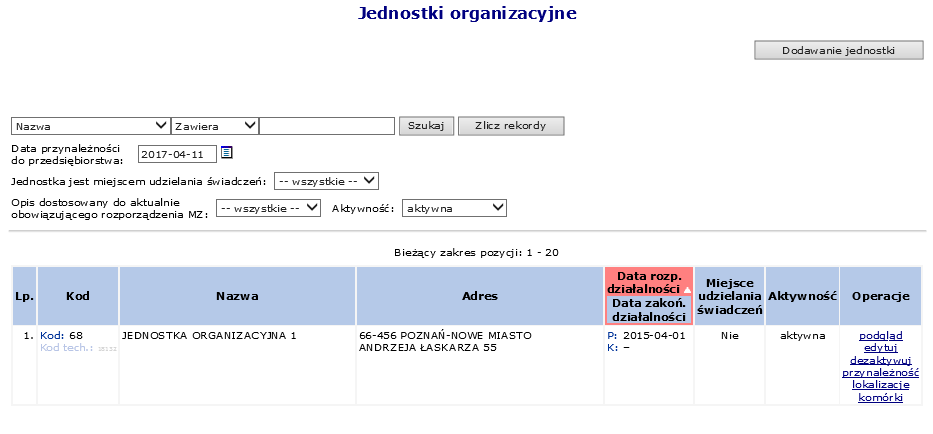 Jednostki organizacyjne
Dodawanie jednostki
Nazwa Zawiera Szukaj Zlicz rekordy
Data przynależności
do przedsiębiorstwa: 2017-04-11
Jednostka jest miejscem udzielania świadczeń: -- wszystkie --
Opis dostosowany do aktualnie
obowiązującego rozporządzenia MZ: -- wszystkie -- Aktywność: aktywna
Bieżący zakres pozycji: 1 - 20
Lp. Kod Nazwa Adres Data rozp. działalności Data zakoń. działalności Miejsce udzielania świadczeń Aktywność Operacje
1. Kod: 68 JEDNOSTKA ORGANIZACYJNA 1 66-456 POZNAŃ-NOWE MIASTO P: 2015-04-01 Nie aktywna podgląd
Kod tech.: ANDRZEJA ŁASKARZA 55 K: – edytuj
dezaktywuj
przynależność
lokalizacje
komórki